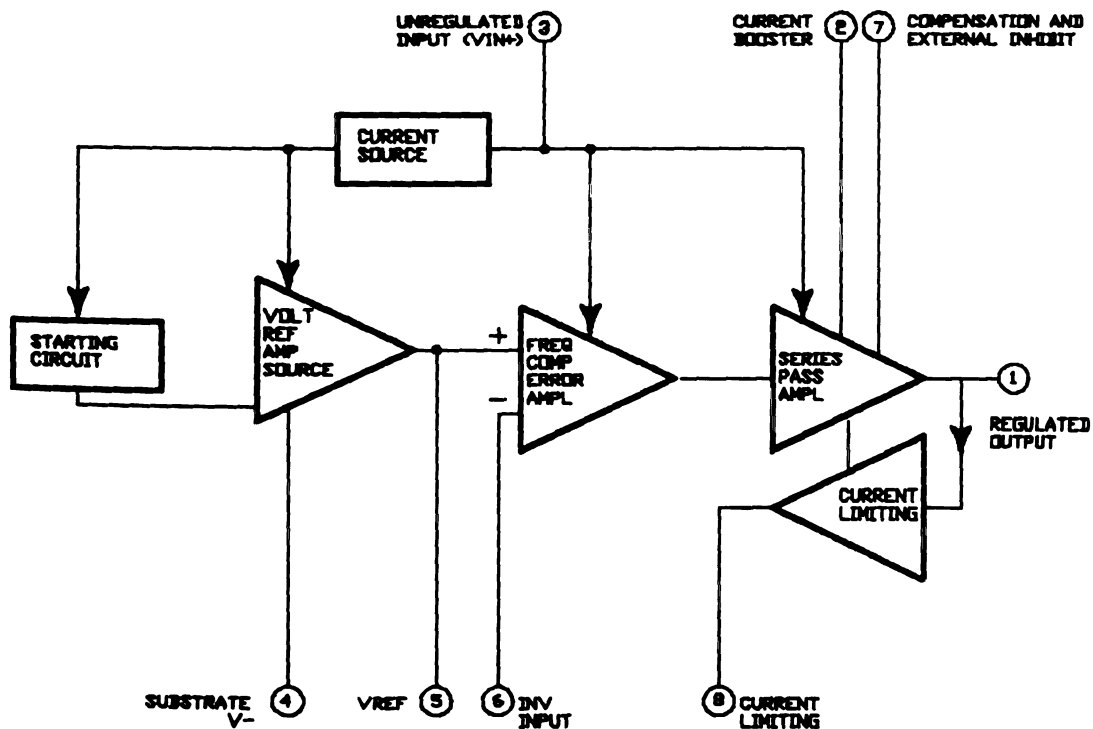 UNREGULATED
INPUT (VIN+)
3
CURRENT
BOOSTER
2
7
COMPENSATION AND
EXTERNAL INHIBIT
CURRENT
SOURCE
STARTING
CIRCUIT
VOLT
REF
AMP
SOURCE
+
-
FREQ
COMP
ERROR
AMPL
SERIES
PASS
AMPL
1
REGULATED
OUTPUT
CURRENT
LIMITING
SUBSTRATE
V-
4
VREF
5
6
INV
INPUT
8
CURRENT
LIMITING